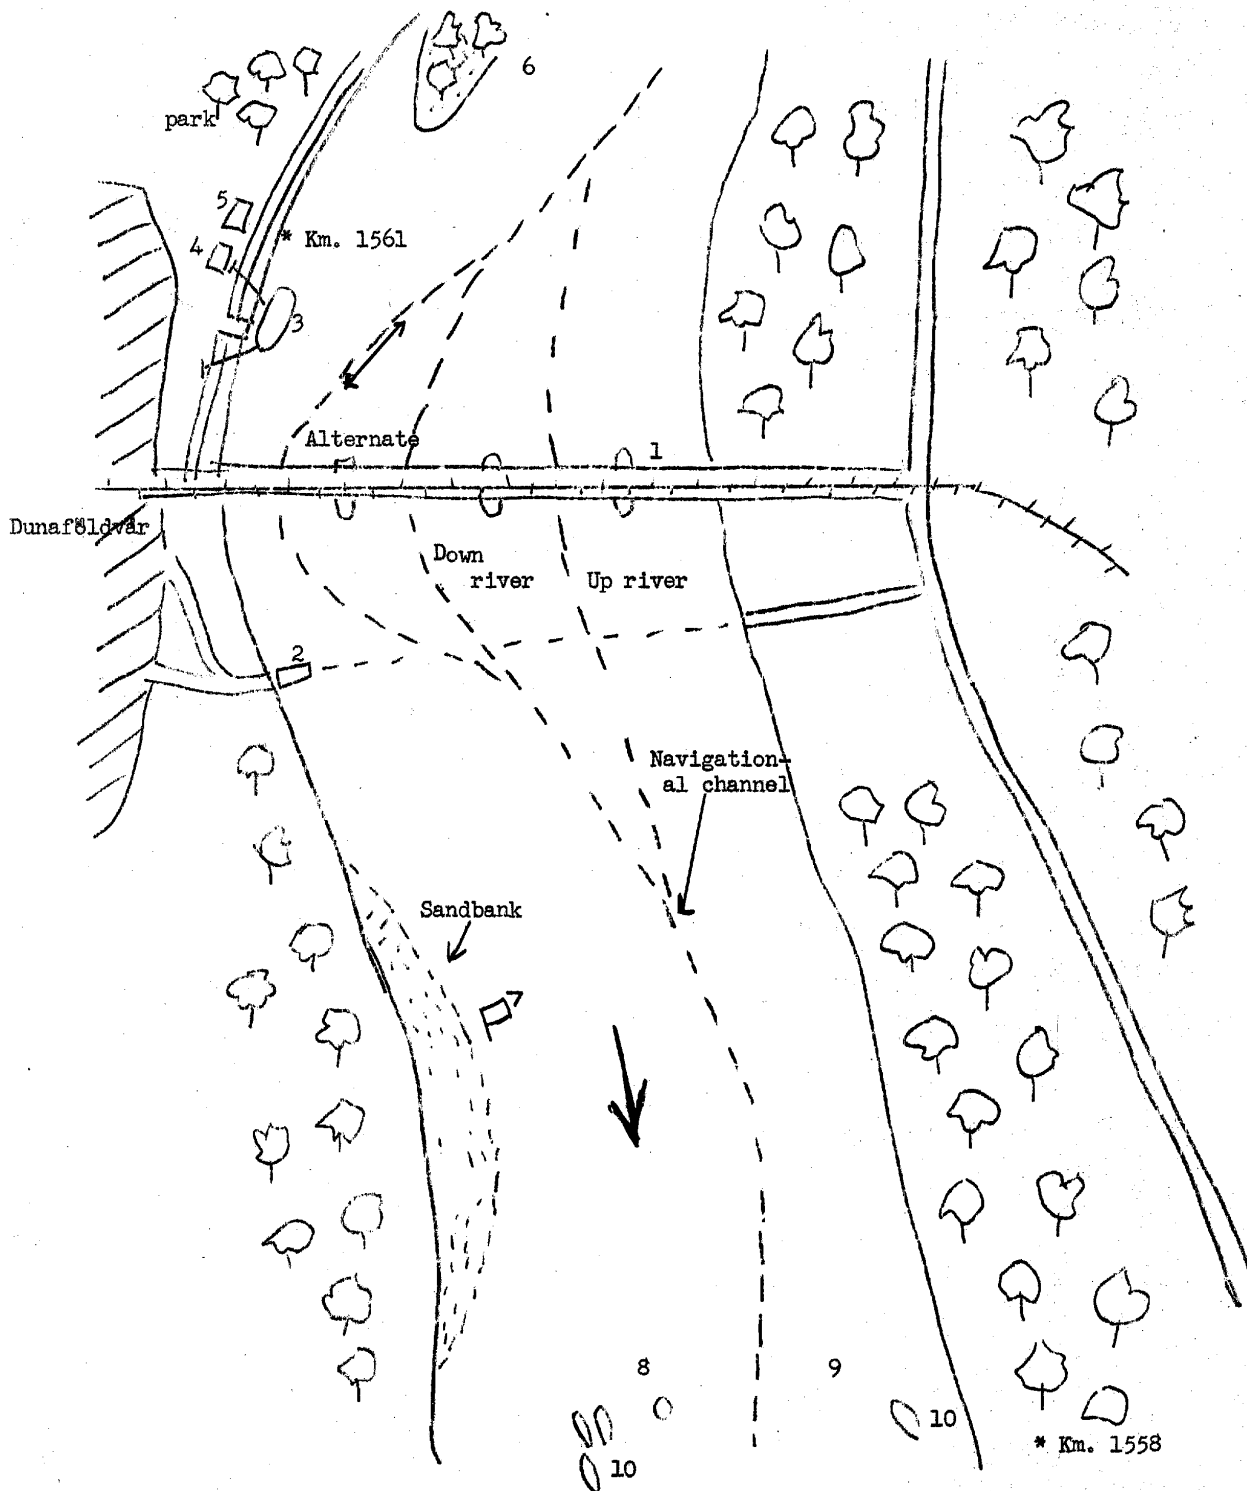 6
park
5
4
* Km. 1561
3
Alternate
1
Dunaföldvár
Down
river
Up river
2
Navigation-
al channel
Sandbank
7
8
9
10
10
* Km. 1558